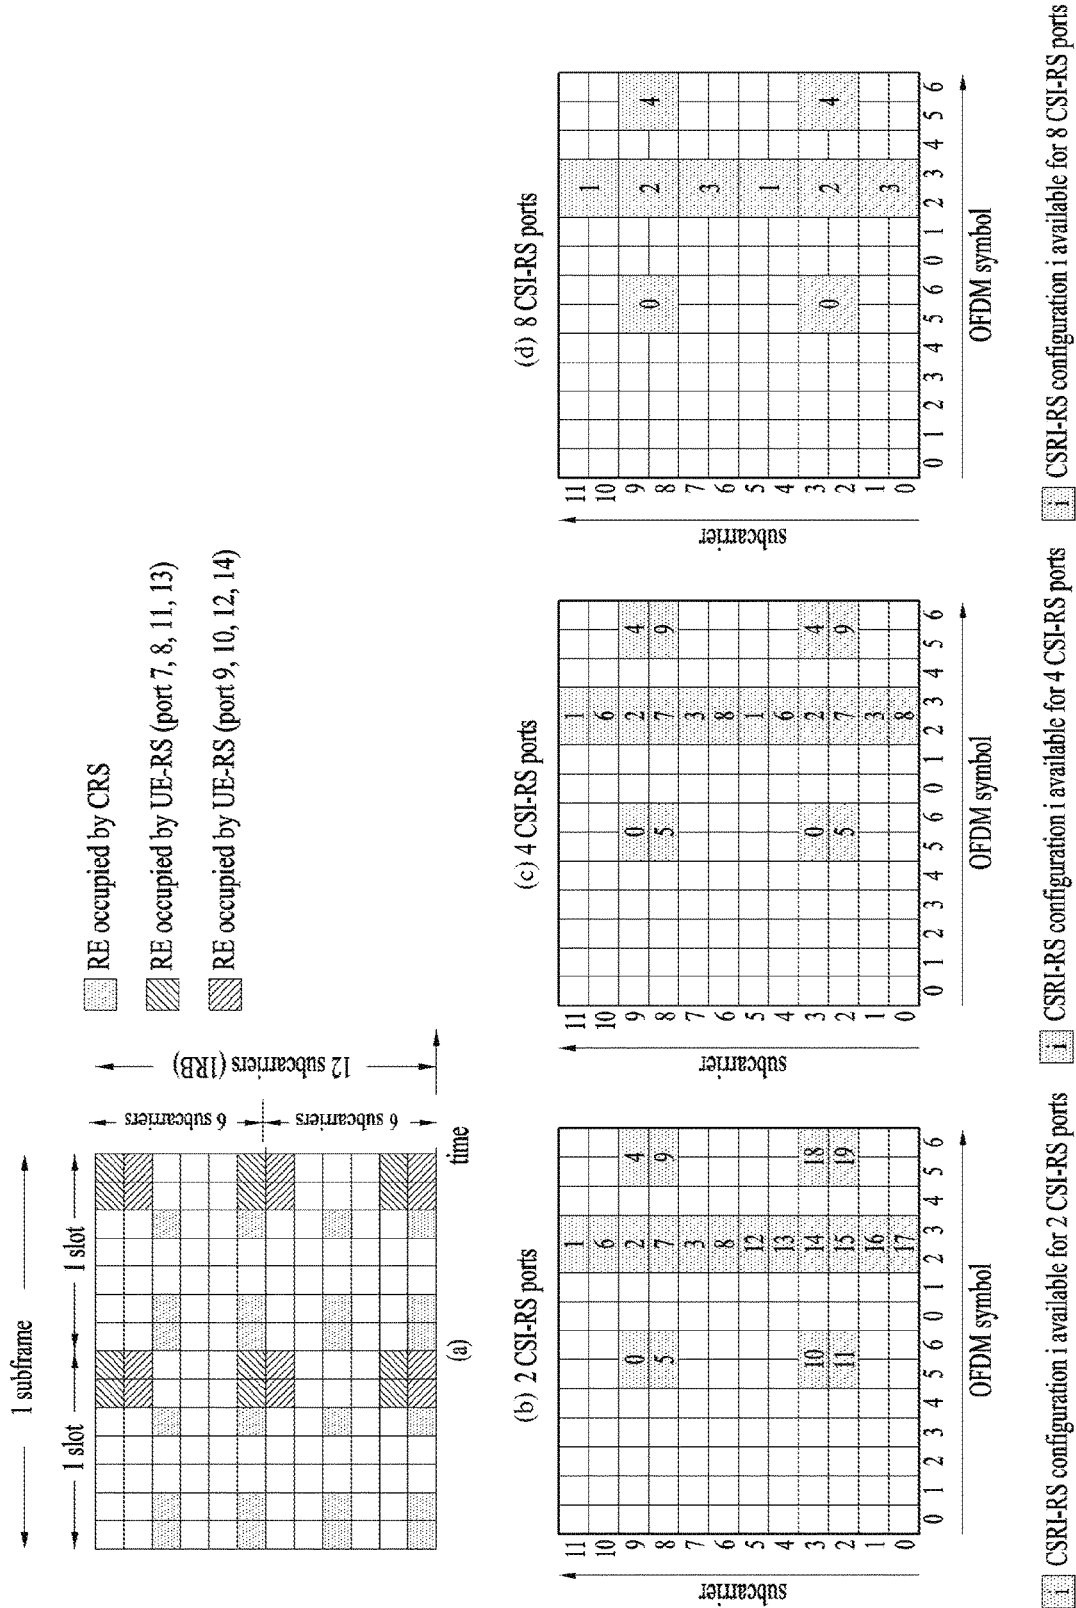 1 subframe
1 slot
1 slot
6 subcarriers
6 subcarriers
12 subcarriers (1RB)
time
(a)
RE occupied by CRS
RE occupied by UE-RS (port 7, 8, 11, 13)
RE occupied by UE-RS (port 9, 10, 12, 14)
(b) 2 CSI-RS ports
subcarrier
11 1
10 6
9 0 2 4
8 5 7 9
7 3
6 8
5 12
4 13
3 10 14 18
2 11 15 19
1 16
0 17
0 1 2 3 4 5 6 0 1 2 3 4 5 6
OFDM symbol
i CSRI-RS configuration i available for 2 CSI-RS ports
(c) 4 CSI-RS ports
subcarrier
11 1
10 6
9 0 2 4
8 5 7 9
7 3
6 8
5 1
4 6
3 0 2 4
2 5 7 9
1 3
0 8
0 1 2 3 4 5 6 0 1 2 3 4 5 6
OFDM symbol
i CSRI-RS configuration i available for 4 CSI-RS ports
(d) 8 CSI-RS ports
subcarrier
11
10 1
9
8 0 2 4
7
6 3
5
4 1
3
2 0 2 4
1
0 3
0 1 2 3 4 5 6 0 1 2 3 4 5 6
OFDM symbol
i CSRI-RS configuration i available for 8 CSI-RS ports